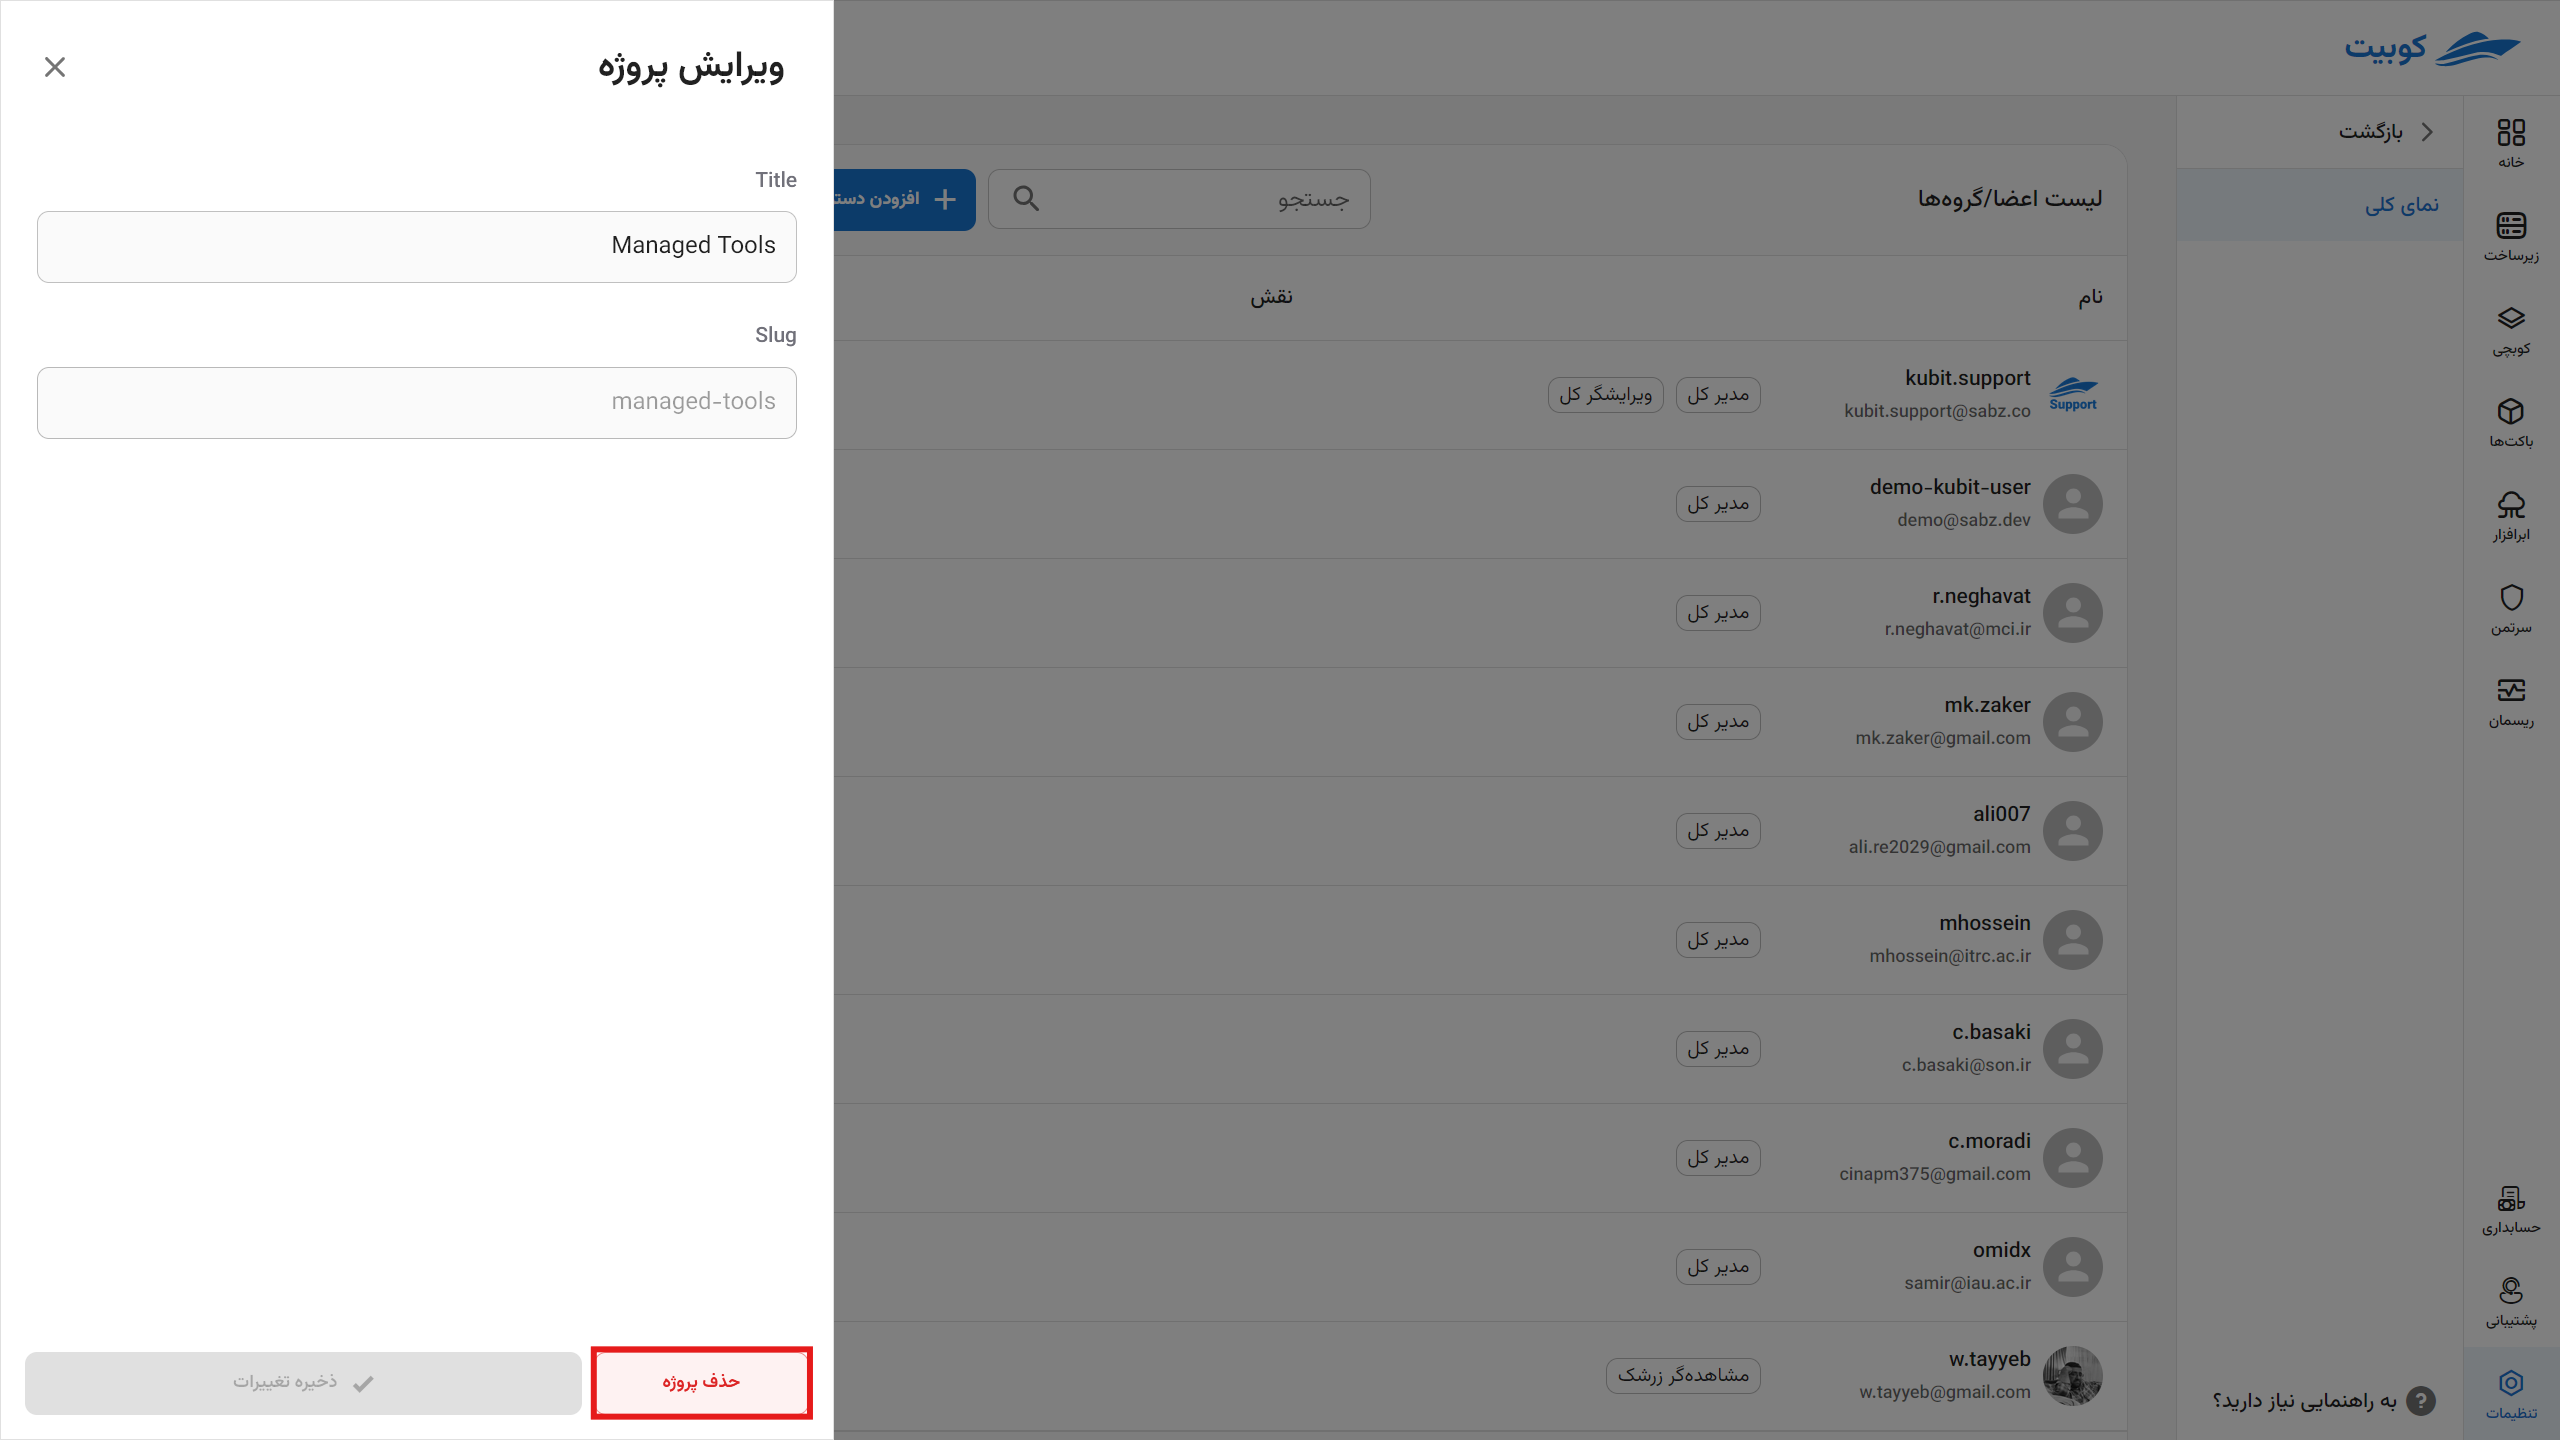 کوبیت
خانه
زیرساخت
کوبچی
باکت‌ها
ابرافزار
سرتمن
ریسمان
حسابداری
پشتیبانی
تنظیمات
بازگشت
نمای کلی
به راهنمایی نیاز دارید؟
لیست اعضا/گروه‌ها
جستجو
نام
نقش
Support
kubit.support
kubit.support@sabz.co
مدیر کل
ویرایشگر کل
demo-kubit-user
demo@sabz.dev
مدیر کل
r.neghavat
r.neghavat@mci.ir
مدیر کل
mk.zaker
mk.zaker@gmail.com
مدیر کل
ali007
ali.re2029@gmail.com
مدیر کل
mhossein
mhossein@itrc.ac.ir
مدیر کل
c.basaki
c.basaki@son.ir
مدیر کل
c.moradi
cinapm375@gmail.com
مدیر کل
omidx
samir@iau.ac.ir
مدیر کل
w.tayyeb
w.tayyeb@gmail.com
مشاهده‌گر زرشک
افزودن
ویرایش پروژه
Title
Managed Tools
Slug
managed-tools
حذف پروژه
ذخیره تغییرات